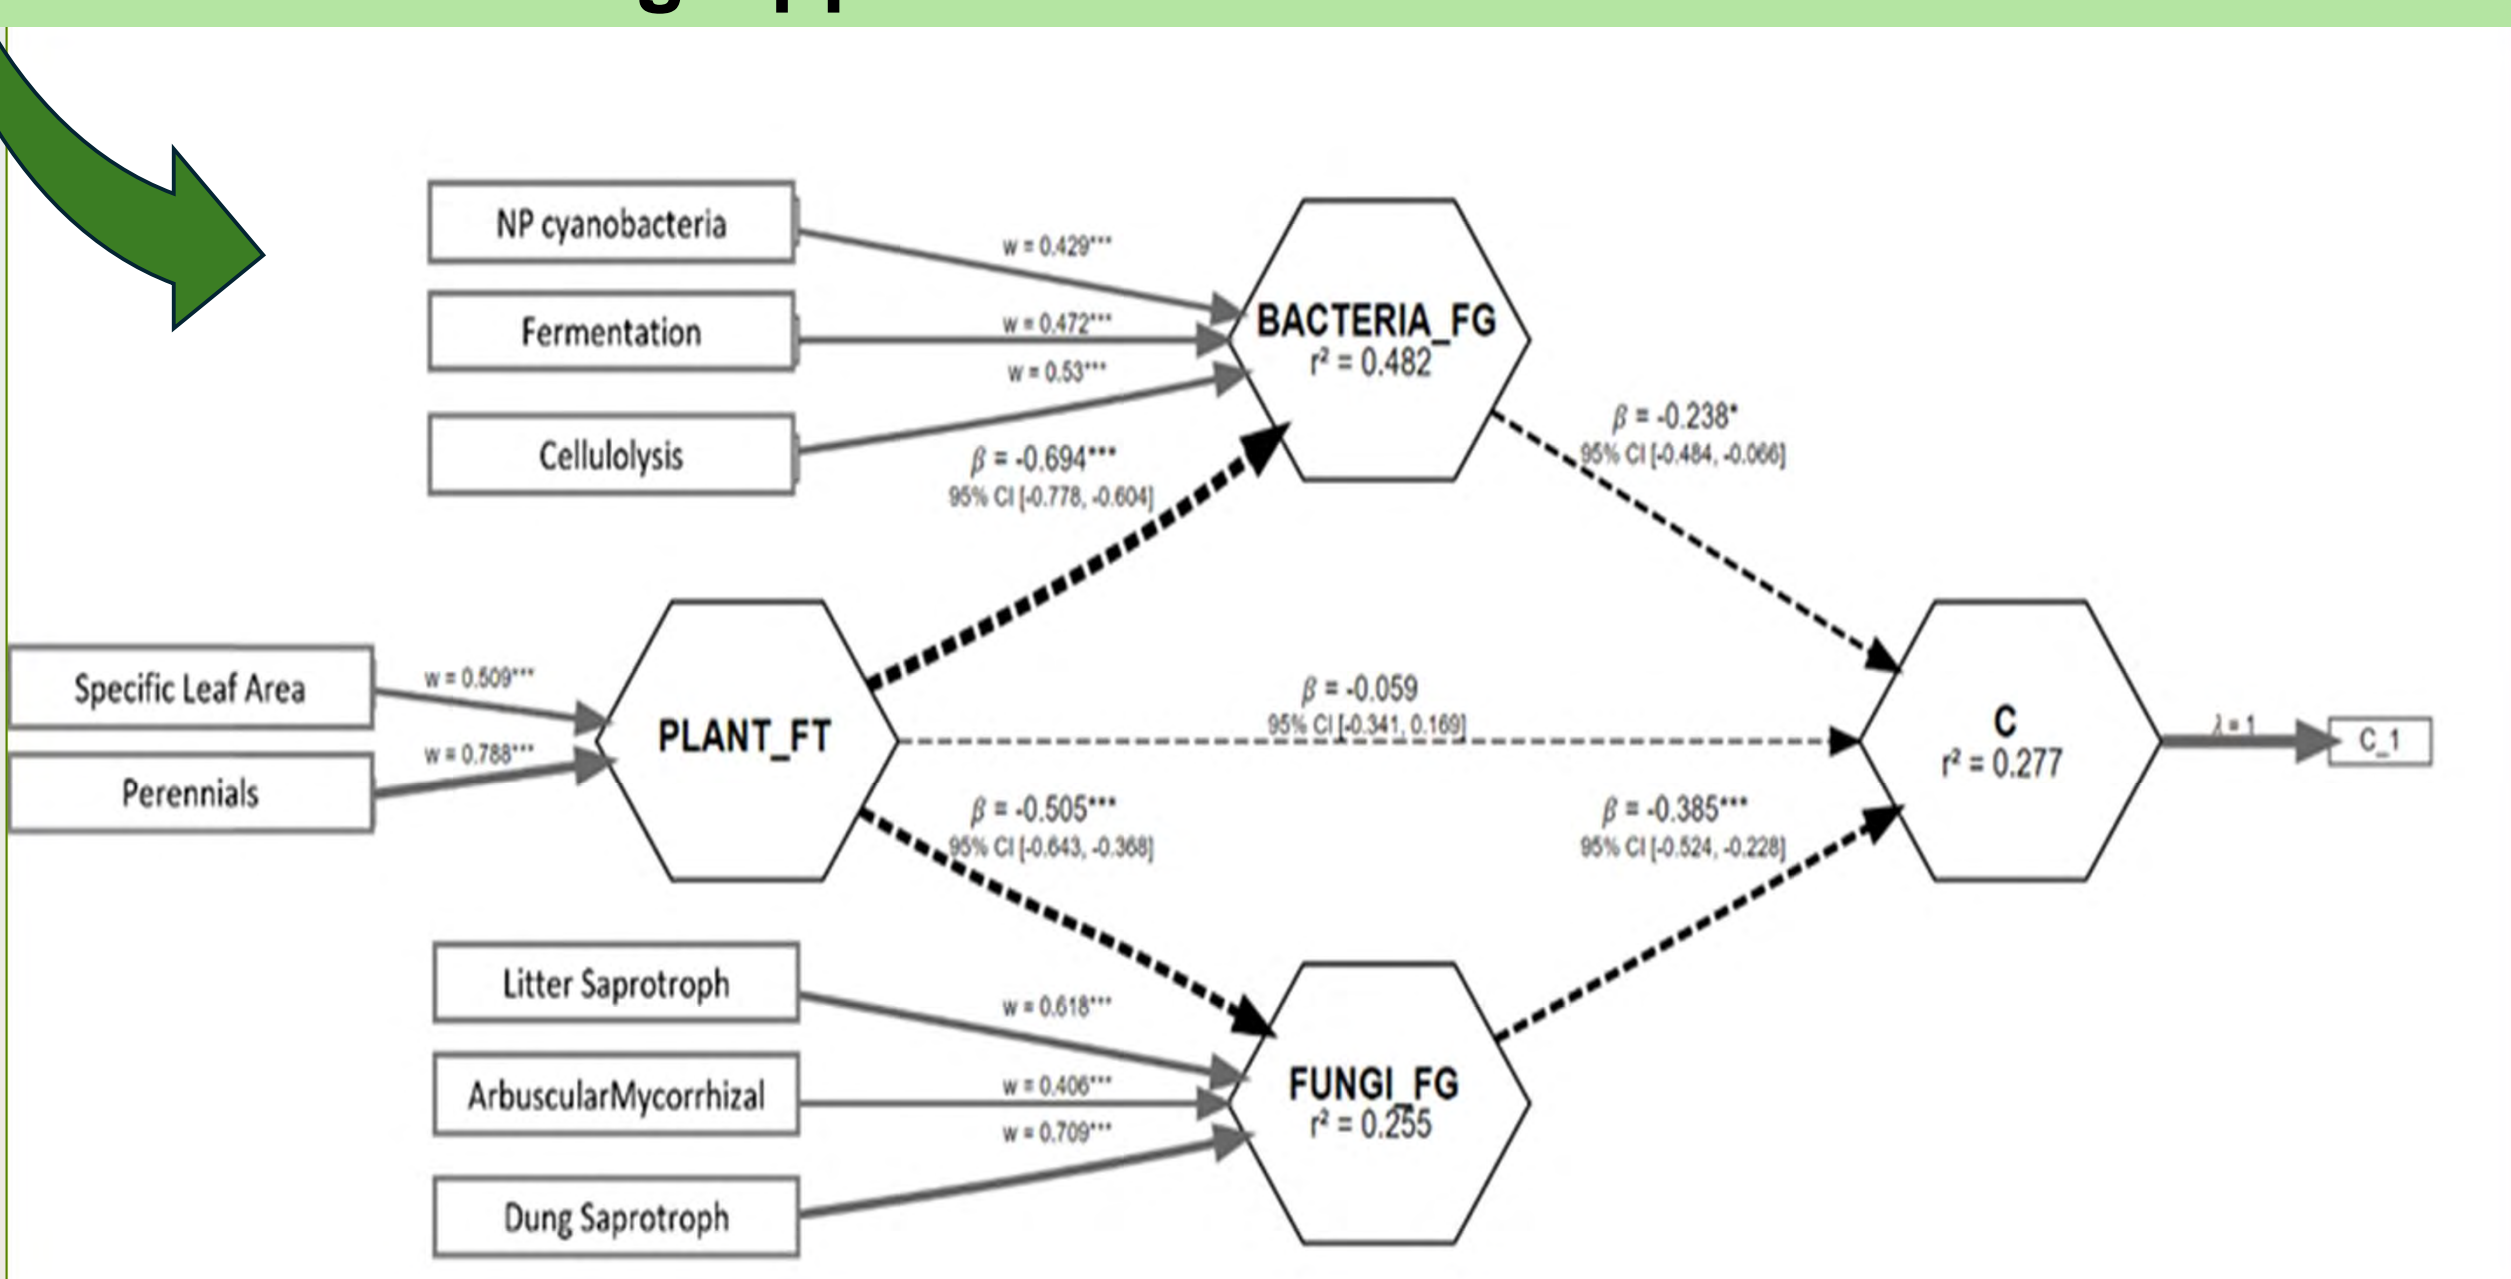 NP cyanobacteria
w = 0.429***
Fermentation
w = 0.472***
Cellulolysis
w = 0.53***
BACTERIA_FG
r² = 0.482
β = -0.694***
95% CI [-0.778, -0.604]
β = -0.238*
95% CI [-0.484, -0.066]
Specific Leaf Area
w = 0.509***
Perennials
w = 0.788***
PLANT_FT
β = -0.059
95% CI [-0.341, 0.169]
C
r² = 0.277
λ = 1
C_1
β = -0.505***
95% CI [-0.643, -0.368]
β = -0.385***
95% CI [-0.524, -0.228]
Litter Saprotroph
w = 0.618***
ArbuscularMycorrhizal
w = 0.406***
Dung Saprotroph
w = 0.709***
FUNGI_FG
r² = 0.255